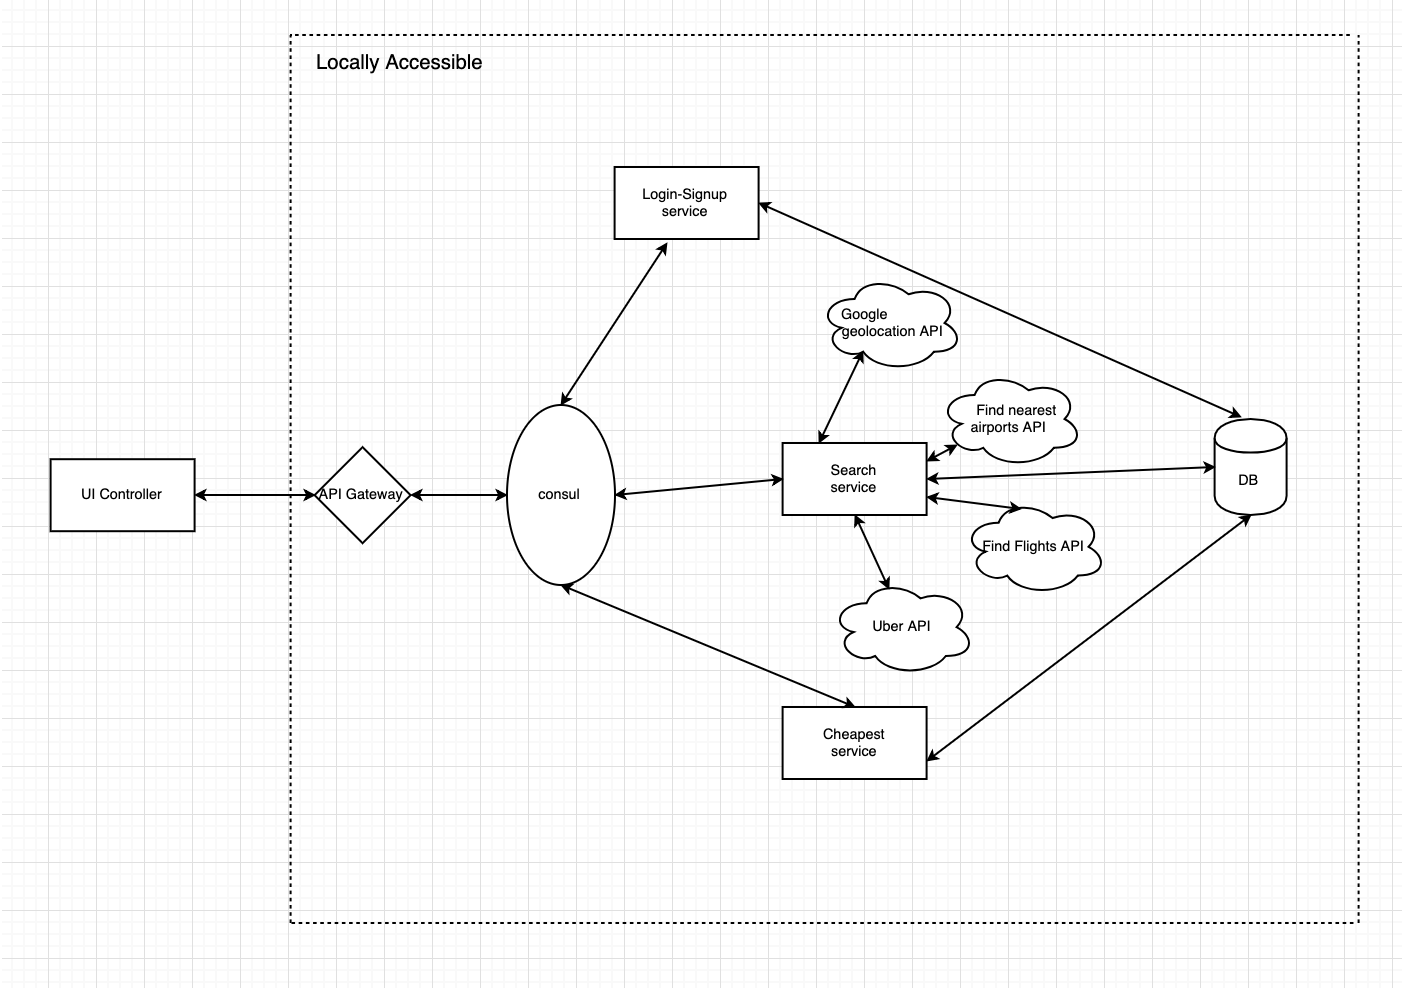 Locally Accessible
Login-Signup
service
Google
geolocation API
Find nearest
airports API
Search
service
DB
UI Controller
API Gateway
consul
Find Flights API
Uber API
Cheapest
service